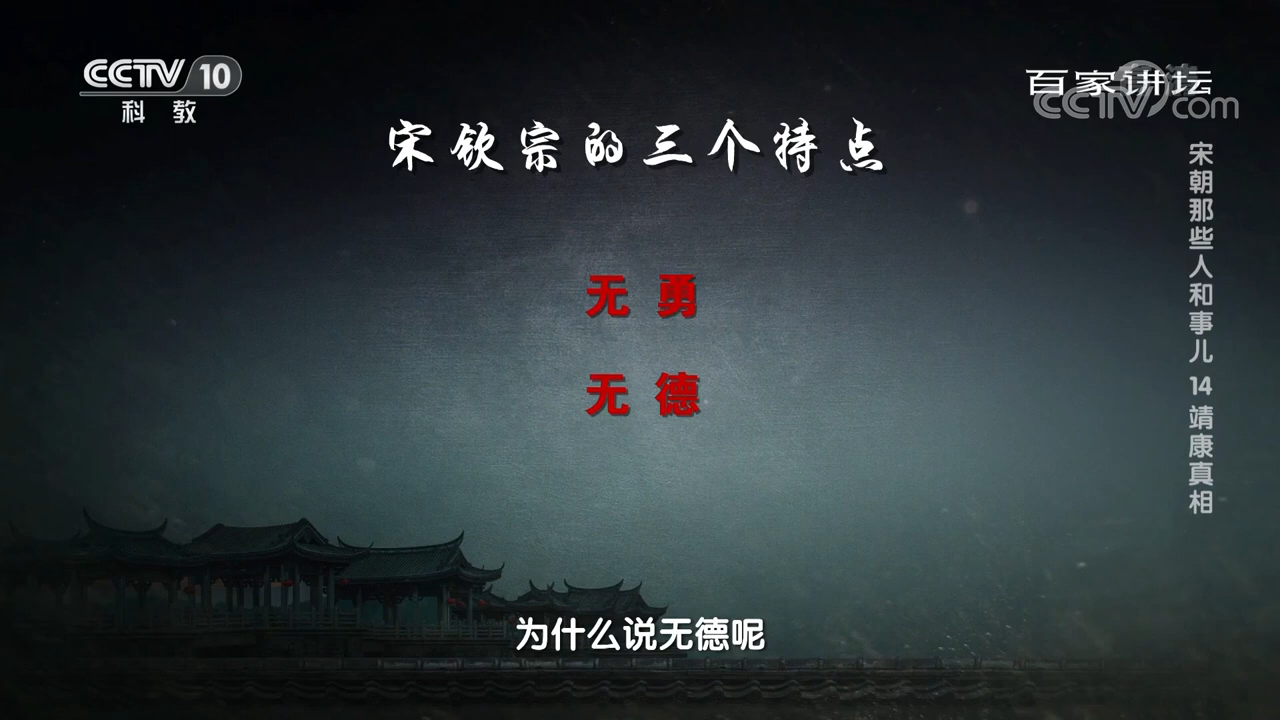 CCTV 10
科教
百家讲坛
CCTV.com
宋钦宗的三个特点
无勇
无德
宋朝那些人和事儿 14 靖康真相
为什么说无德呢